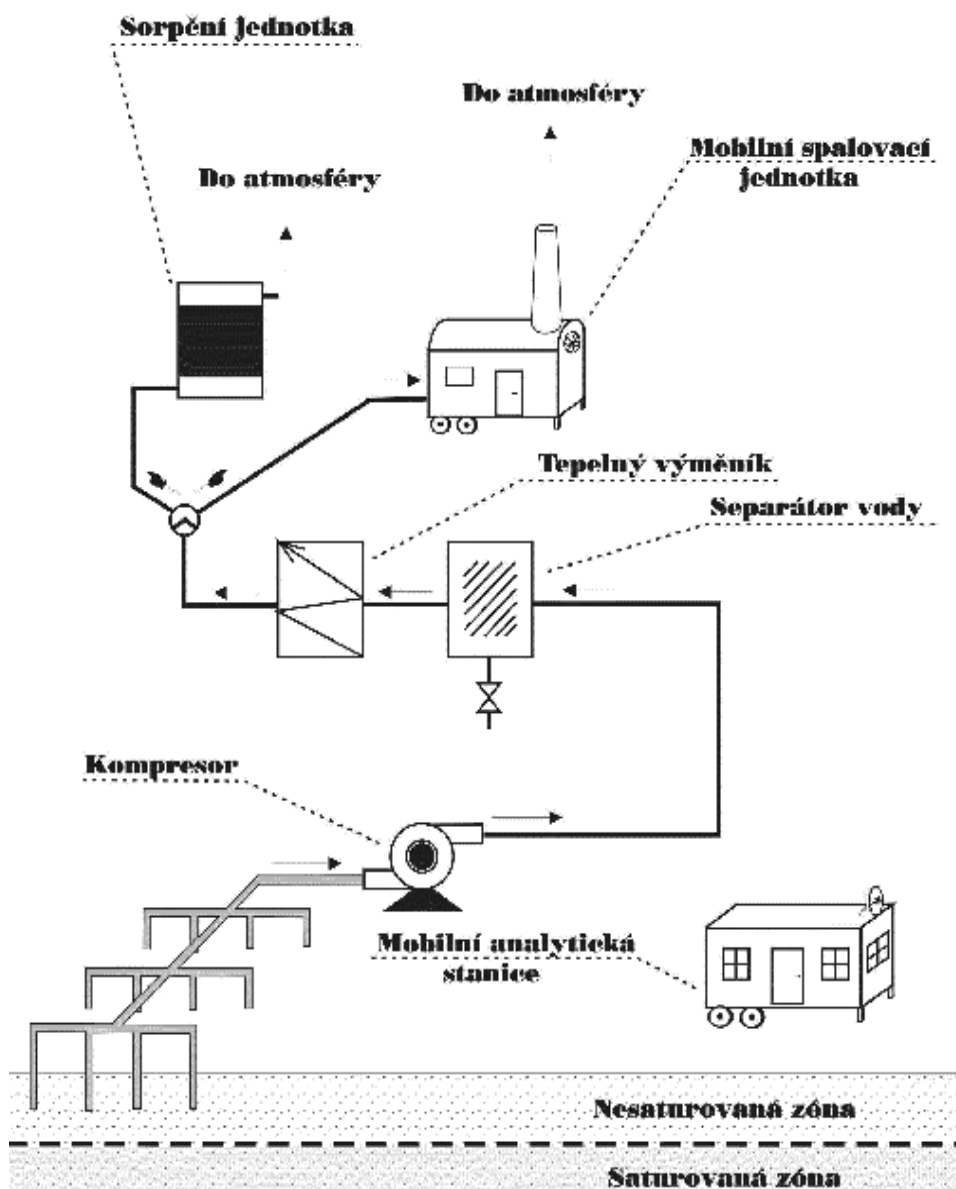 Sorpční jednotka
Do atmosféry
Mobilní spalovací
jednotka
Do atmosféry
Tepelný výměník
Separátor vody
Kompresor
Mobilní analytická
stanice
Nesaturovaná zóna
Saturovaná zóna